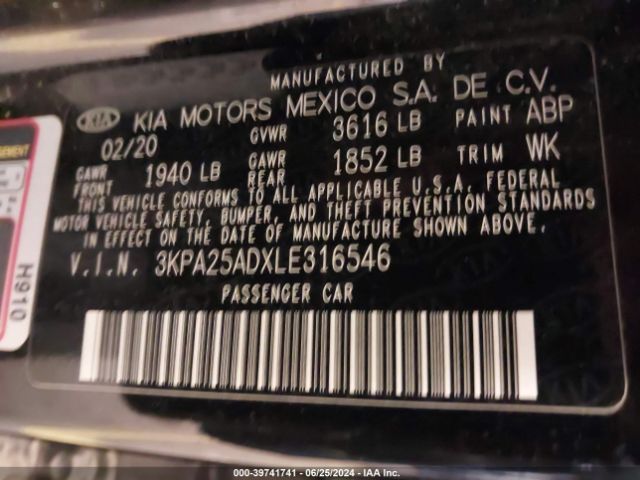 MANUFACTURED BY
KIA KIA MOTORS MEXICO S.A. DE C.V.
02/20 GVWR 3616 LB PAINT ABP
GAWR FRONT 1940 LB GAWR REAR 1852 LB TRIM WK
THIS VEHICLE CONFORMS TO ALL APPLICABLE U.S.A. FEDERAL
MOTOR VEHICLE SAFETY, BUMPER, AND THEFT PREVENTION STANDARDS
IN EFFECT ON THE DATE OF MANUFACTURE SHOWN ABOVE.
V.I.N. 3KPA25ADXLE316546
PASSENGER CAR
H910
000-39741741 - 06/25/2024 - IAA Inc.